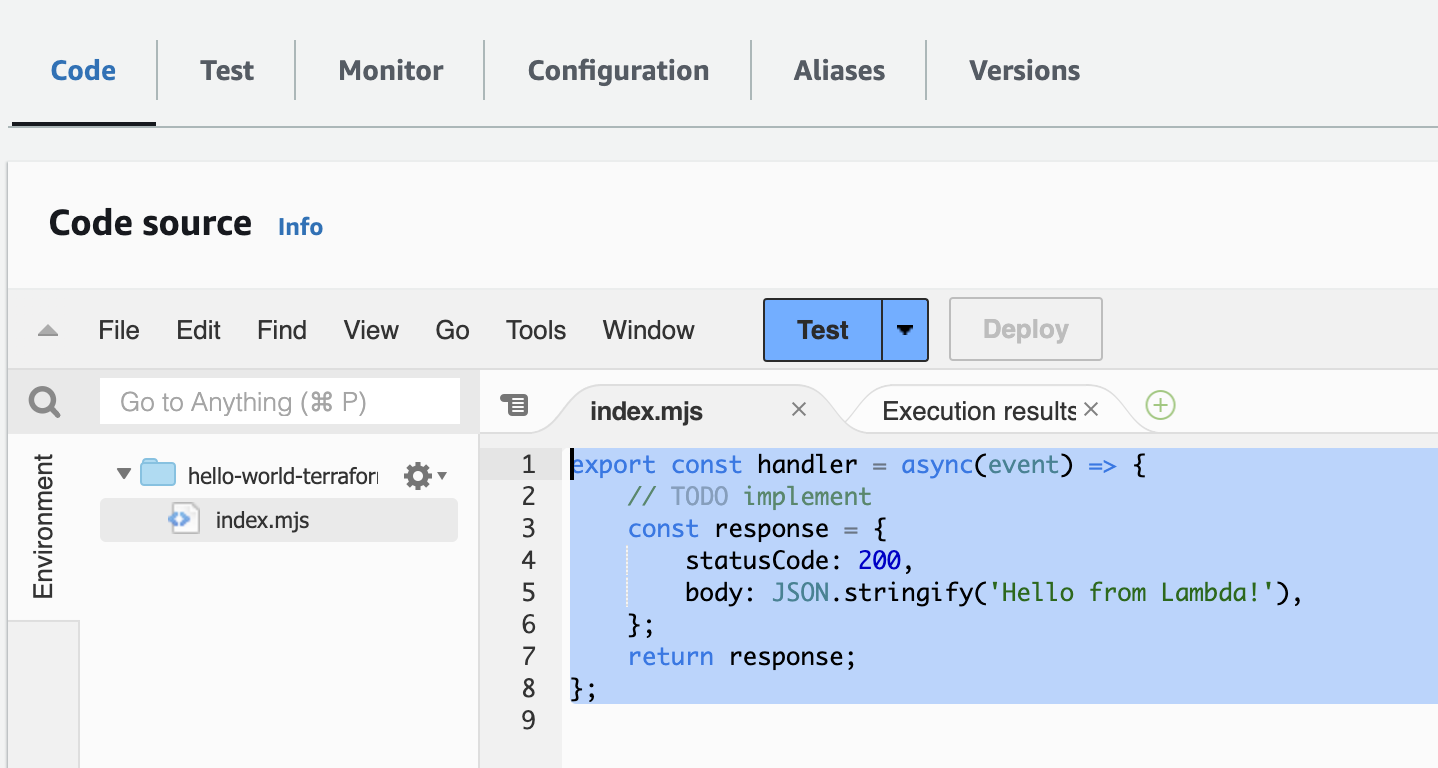 Code Test Monitor Configuration Aliases Versions
Code source Info
File Edit Find View Go Tools Window Test Deploy
Go to Anything (⌘ P)
index.mjs Execution results
Environment
hello-world-terrafor
index.mjs
1 export const handler = async(event) => {
2     // TODO implement
3     const response = {
4         statusCode: 200,
5         body: JSON.stringify('Hello from Lambda!'),
6     };
7     return response;
8 };
9